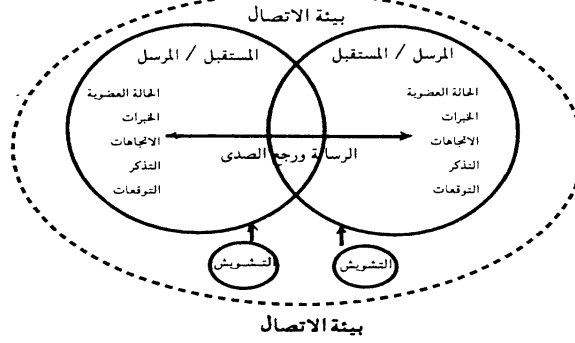 بيئة الاتصال
المرسل / المستقبل
المستقبل / المرسل
الحالة العضوية
الخبرات
الاتجاهات
التذكر
التوقعات
الحالة العضوية
الخبرات
الاتجاهات
التذكر
التوقعات
الرسالة ورجع الصدى
التشويش
التشويش
بيئة الاتصال